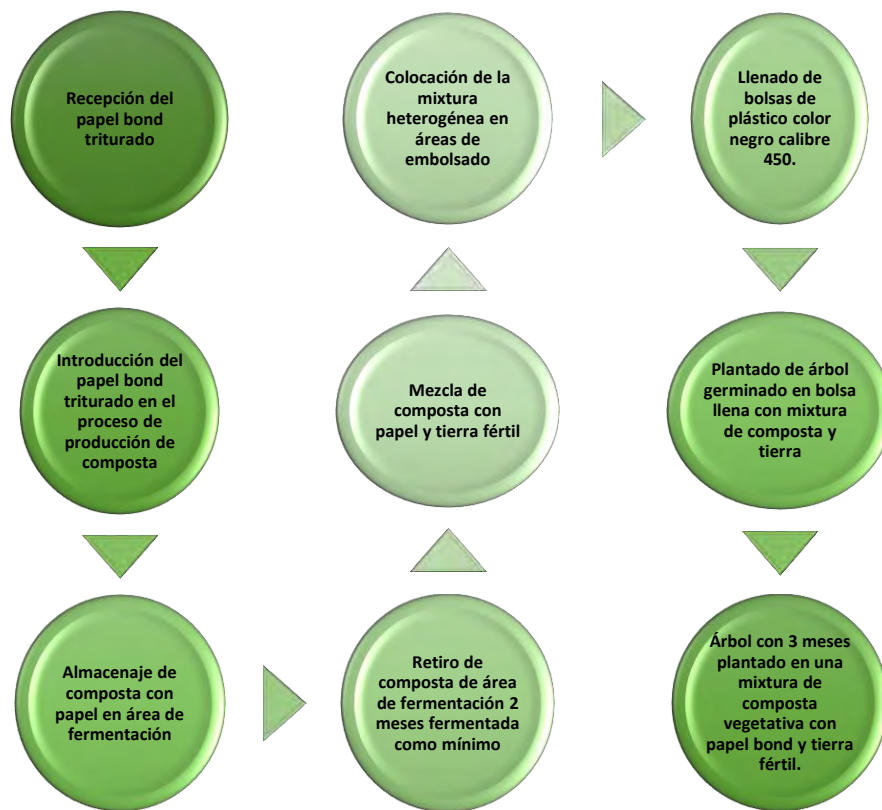 Recepción del
papel bond
triturado
Introducción del
papel bond
triturado en el
proceso de
producción de
composta
Almacenaje de
composta con
papel en área de
fermentación
Retiro de
composta de área
de fermentación 2
meses fermentada
como mínimo
Mezcla de
composta con
papel y tierra fértil
Colocación de la
mixtura
heterogénea en
áreas de
embolsado
Llenado de
bolsas de
plástico color
negro calibre
450.
Plantado de árbol
germinado en bolsa
llena con mixtura
de composta y
tierra
Árbol con 3 meses
plantado en una
mixtura de
composta
vegetativa con
papel bond y tierra
fértil.